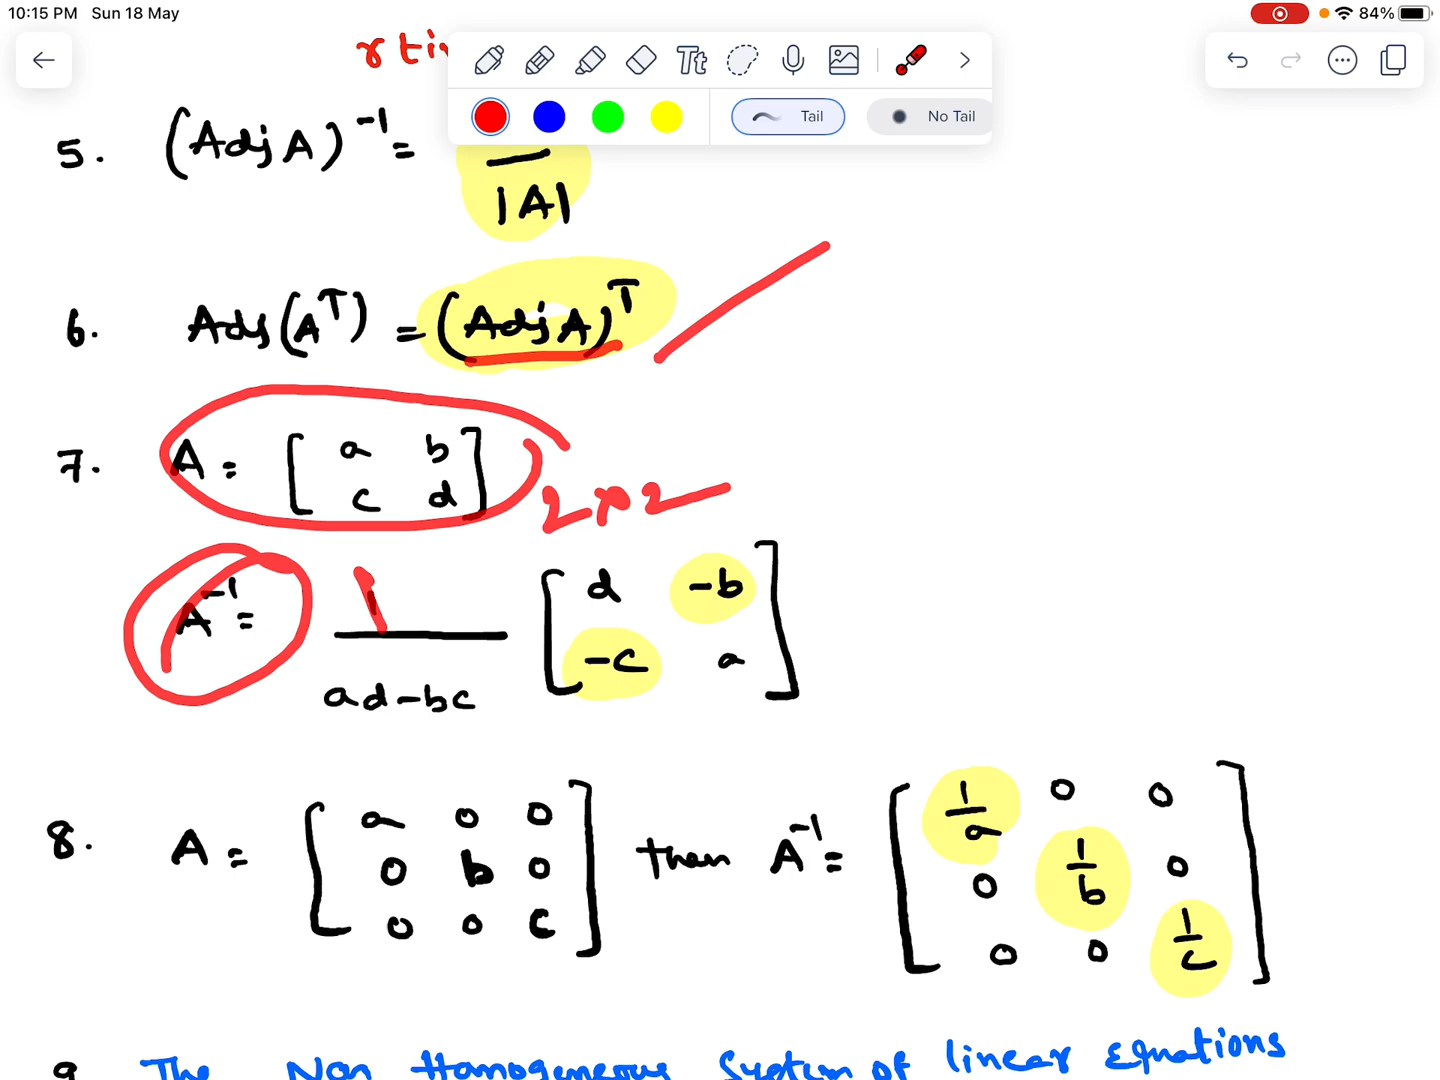 10:15 PM Sun 18 May 84%
Tt
Tail No Tail
5. (Adj A)⁻¹ = — |A|
6. Adj(Aᵀ) = (Adj A)ᵀ
7. A = [ a b
c d ] 2×2
A⁻¹ = 1/(ad-bc) [ d -b
-c a ]
8. A = [ a 0 0
0 b 0
0 0 c ] then A⁻¹ = [ 1/a 0 0
0 1/b 0
0 0 1/c ]
9 The Non Homogeneous System of linear Equations